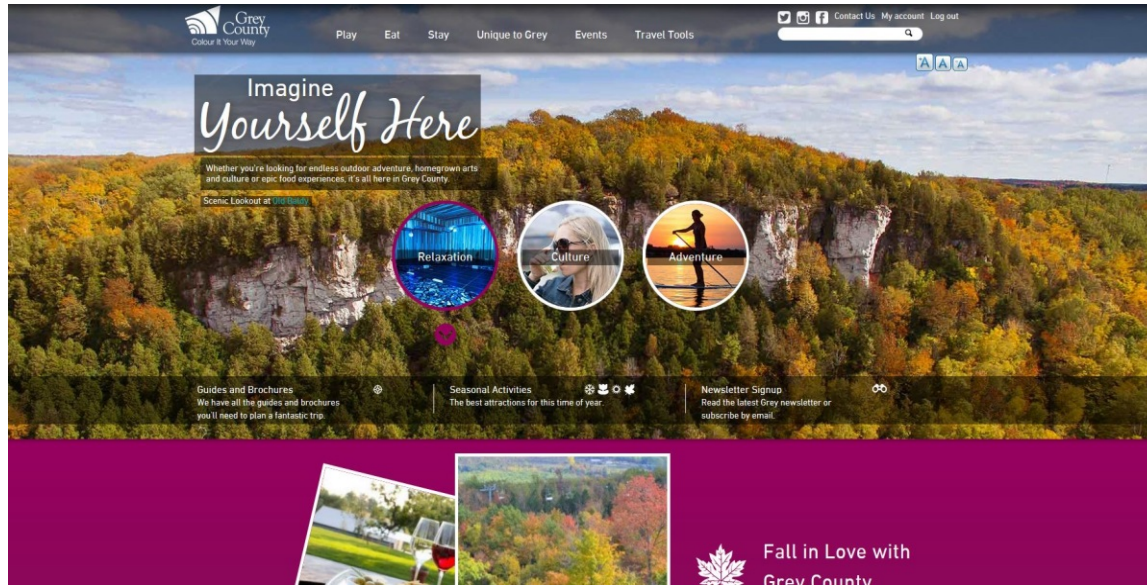 Grey
County
Colour It Your Way
Play Eat Stay Unique to Grey Events Travel Tools
Contact Us My account Log out
A A A
Imagine
Yourself Here
Whether you're looking for endless outdoor adventure, homegrown arts
and culture or epic food experiences, it's all here in Grey County.
Scenic Lookout at Old Baldy
Relaxation Culture Adventure
Guides and Brochures
We have all the guides and brochures
you'll need to plan a fantastic trip.
Seasonal Activities
The best attractions for this time of year.
Newsletter Signup
Read the latest Grey newsletter or
subscribe by email.
Fall in Love with
Grey County